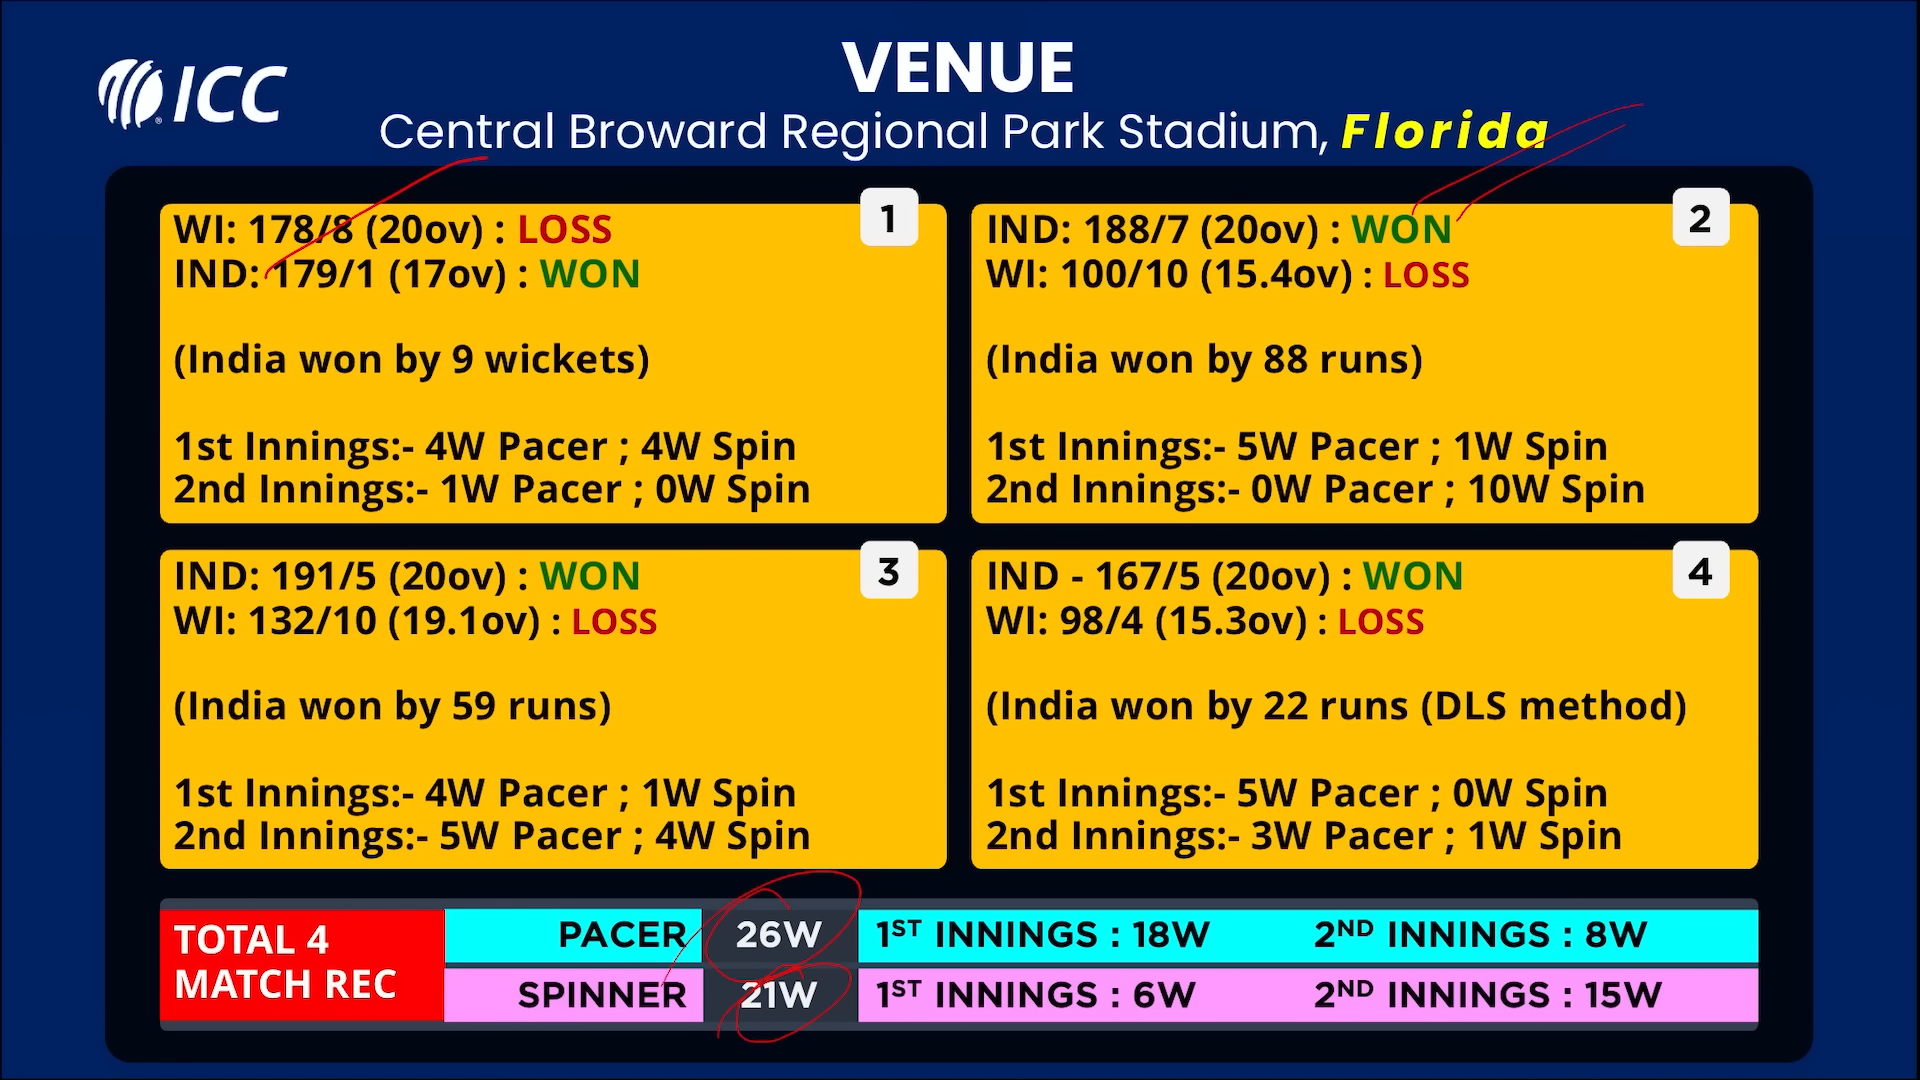 ICC
VENUE
Central Broward Regional Park Stadium, Florida
1
WI: 178/8 (20ov) : LOSS
IND: 179/1 (17ov) : WON
(India won by 9 wickets)
1st Innings:- 4W Pacer ; 4W Spin
2nd Innings:- 1W Pacer ; 0W Spin
2
IND: 188/7 (20ov) : WON
WI: 100/10 (15.4ov) : LOSS
(India won by 88 runs)
1st Innings:- 5W Pacer ; 1W Spin
2nd Innings:- 0W Pacer ; 10W Spin
3
IND: 191/5 (20ov) : WON
WI: 132/10 (19.1ov) : LOSS
(India won by 59 runs)
1st Innings:- 4W Pacer ; 1W Spin
2nd Innings:- 5W Pacer ; 4W Spin
4
IND - 167/5 (20ov) : WON
WI: 98/4 (15.3ov) : LOSS
(India won by 22 runs (DLS method)
1st Innings:- 5W Pacer ; 0W Spin
2nd Innings:- 3W Pacer ; 1W Spin
TOTAL 4
MATCH REC
PACER 26W 1ST INNINGS : 18W 2ND INNINGS : 8W
SPINNER 21W 1ST INNINGS : 6W 2ND INNINGS : 15W